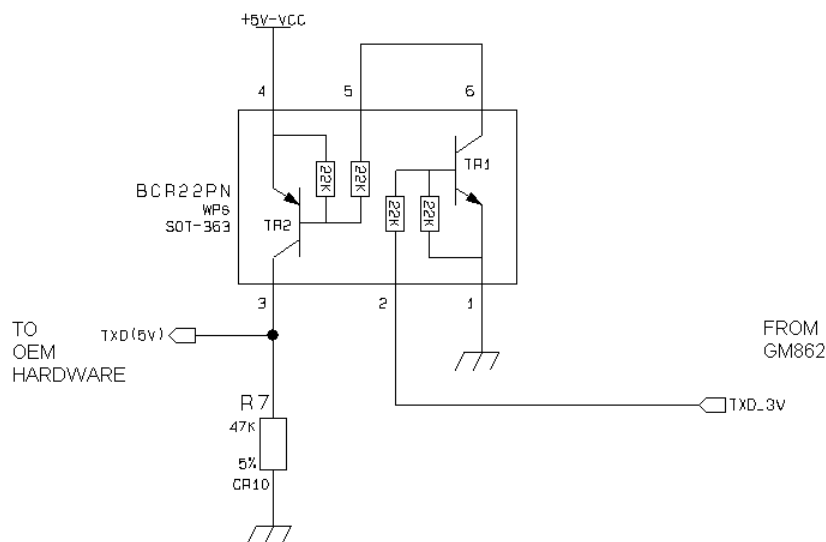 +5V-VCC
4
5
6
TR1
22K
22K
22K
22K
BCR22PN
WPs
SOT-363
TR2
3
2
1
TO
OEM
HARDWARE
TXD(5V)
FROM
GM862
TXD_3V
R7
47K
5%
CR10